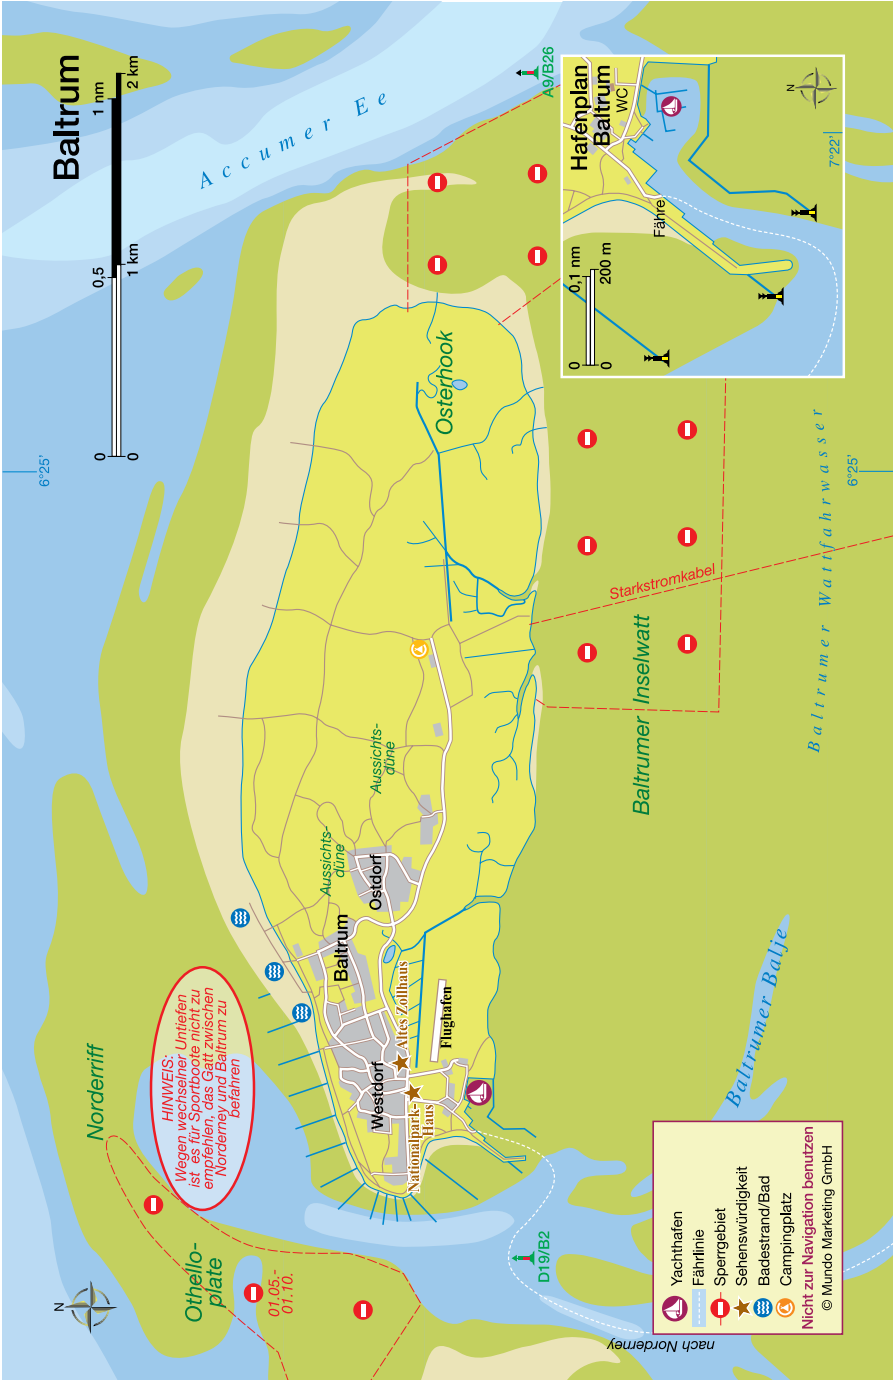 Baltrum
0
0,5
1 nm
0
1 km
2 km
6°25'
Accumer Ee
A9/B26
Hafenplan
Baltrum
WC
Fähre
0
0,1 nm
0
200 m
N
7°22'
Osterhook
Starkstromkabel
Baltrumer Inselwatt
Baltrumer Wattfahrwasser
6°25'
Aussichts-
düne
Aussichts-
düne
Ostdorf
Baltrum
Westdorf
Altes Zollhaus
Nationalpark-
Haus
Flughafen
Norderriff
HINWEIS:
Wegen wechselner Untiefen
ist es für Sportboote nicht zu
empfehlen, das Gatt zwischen
Norderney und Baltrum zu
befahren
Othello-
plate
01.05.-
01.10.
N
D19/B2
Baltrumer Balje
nach Norderney
Yachthafen
Fährlinie
Sperrgebiet
Sehenswürdigkeit
Badestrand/Bad
Campingplatz
Nicht zur Navigation benutzen
© Mundo Marketing GmbH